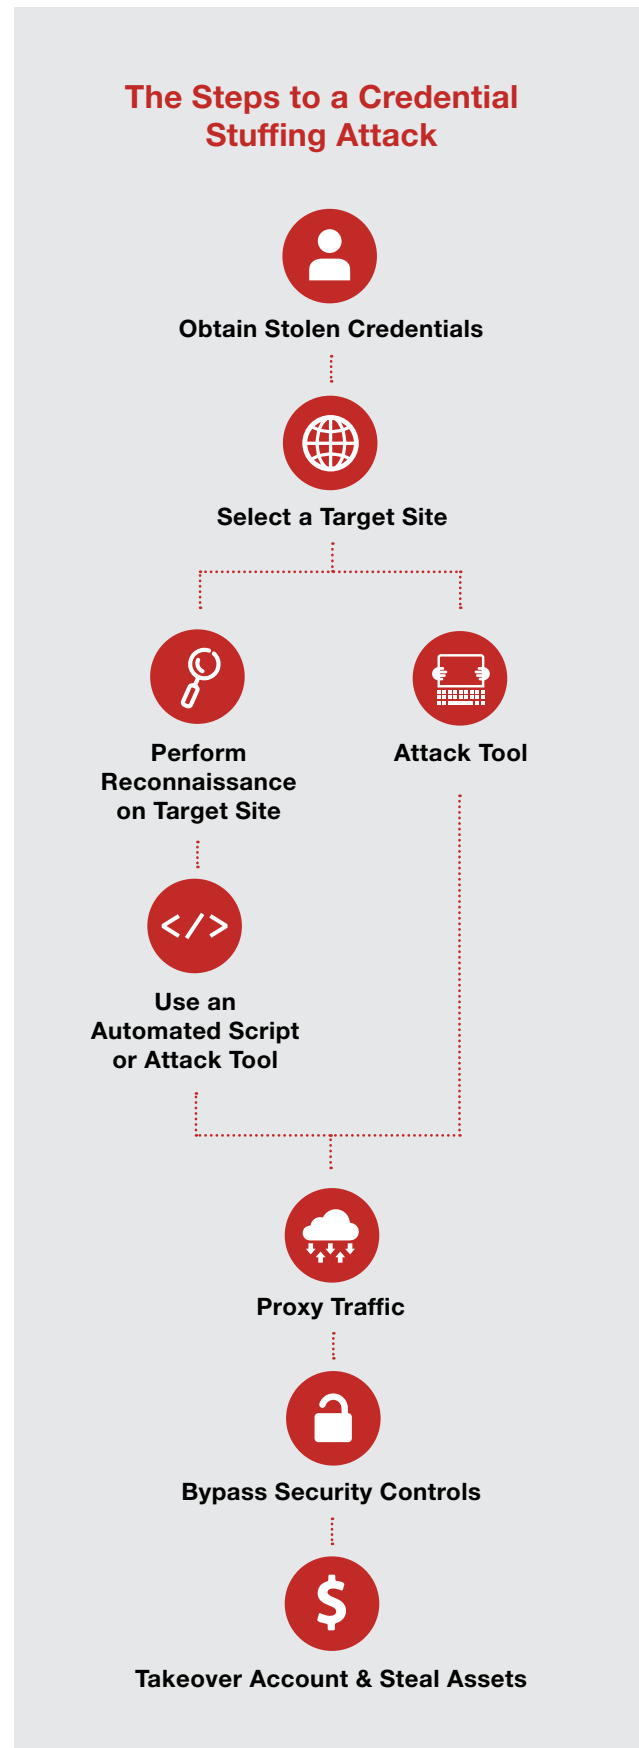 The Steps to a Credential
Stuffing Attack
Obtain Stolen Credentials
Select a Target Site
Perform
Reconnaissance
on Target Site
Attack Tool
</>
Use an
Automated Script
or Attack Tool
Proxy Traffic
Bypass Security Controls
$
Takeover Account & Steal Assets